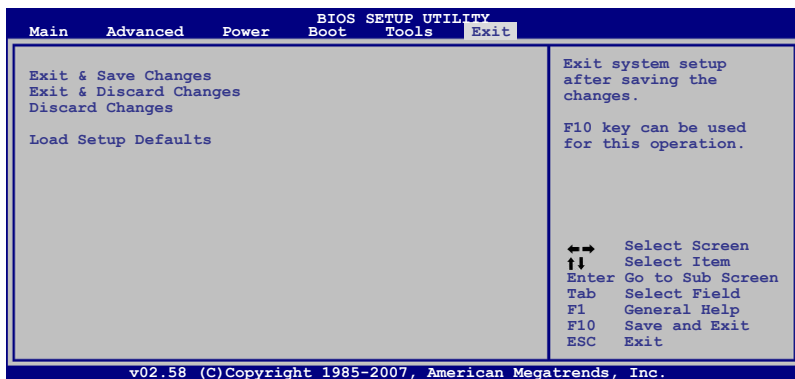 BIOS SETUP UTILITY
Main Advanced Power Boot Tools Exit
Exit & Save Changes
Exit & Discard Changes
Discard Changes
Load Setup Defaults
Exit system setup
after saving the
changes.
F10 key can be used
for this operation.
←→ Select Screen
↑↓ Select Item
Enter Go to Sub Screen
Tab Select Field
F1 General Help
F10 Save and Exit
ESC Exit
v02.58 (C)Copyright 1985-2007, American Megatrends, Inc.